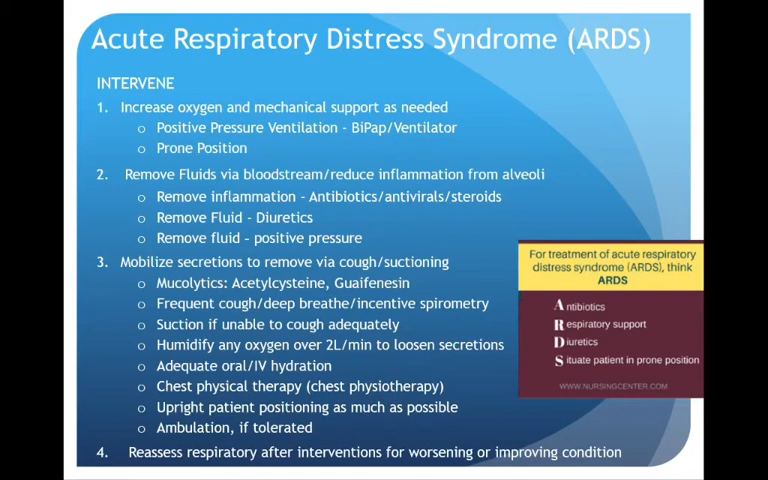 Acute Respiratory Distress Syndrome (ARDS)
INTERVENE
1. Increase oxygen and mechanical support as needed
o Positive Pressure Ventilation - BiPap/Ventilator
o Prone Position
2. Remove Fluids via bloodstream/reduce inflammation from alveoli
o Remove inflammation - Antibiotics/antivirals/steroids
o Remove Fluid - Diuretics
o Remove fluid - positive pressure
3. Mobilize secretions to remove via cough/suctioning
o Mucolytics: Acetylcysteine, Guaifenesin
o Frequent cough/deep breathe/incentive spirometry
o Suction if unable to cough adequately
o Humidify any oxygen over 2L/min to loosen secretions
o Adequate oral/IV hydration
o Chest physical therapy (chest physiotherapy)
o Upright patient positioning as much as possible
o Ambulation, if tolerated
4. Reassess respiratory after interventions for worsening or improving condition
For treatment of acute respiratory
distress syndrome (ARDS), think
ARDS
Antibiotics
Respiratory support
Diuretics
Situate patient in prone position
WWW.NURSINGCENTER.COM